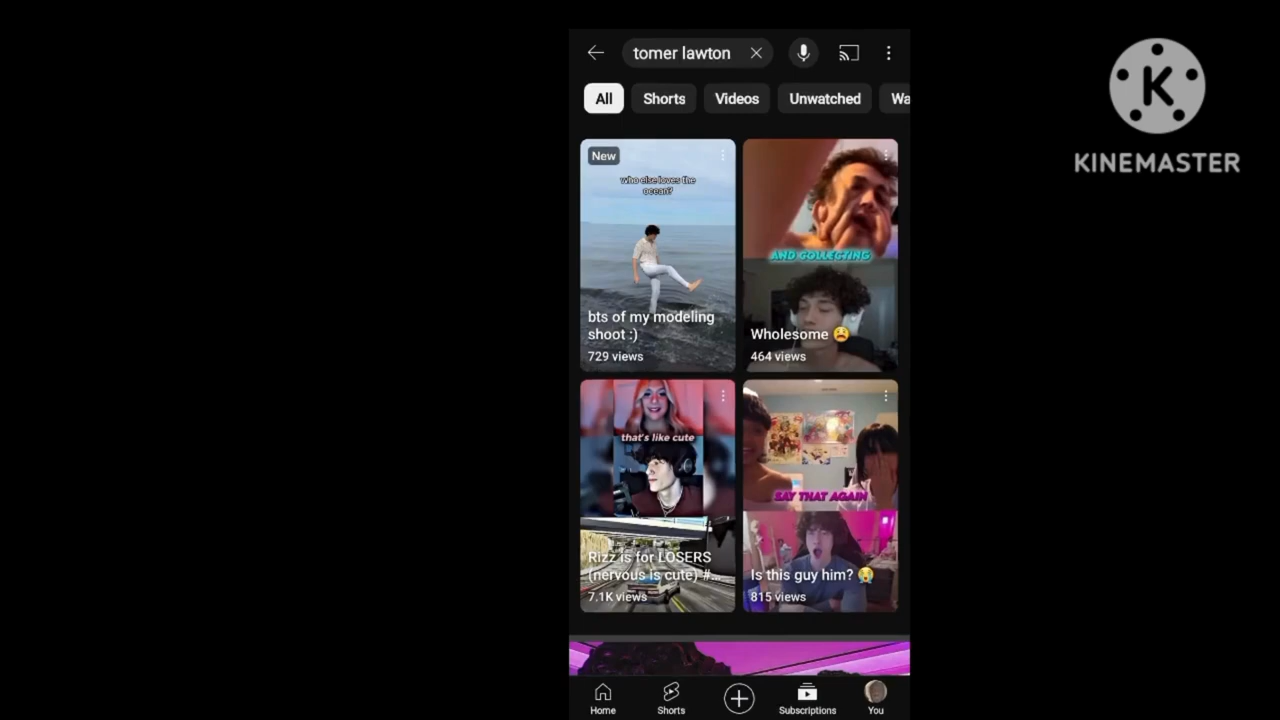 tomer lawton
All
Shorts
Videos
Unwatched
Wa
New
who else loves the
ocean?
bts of my modeling
shoot :)
729 views
AND COLLECTING
Wholesome 😩
464 views
that's like cute
Rizz is for LOSERS
(nervous is cute) #...
7.1K views
SAY THAT AGAIN
Is this guy him? 😭
815 views
Home
Shorts
Subscriptions
You
K
KINEMASTER